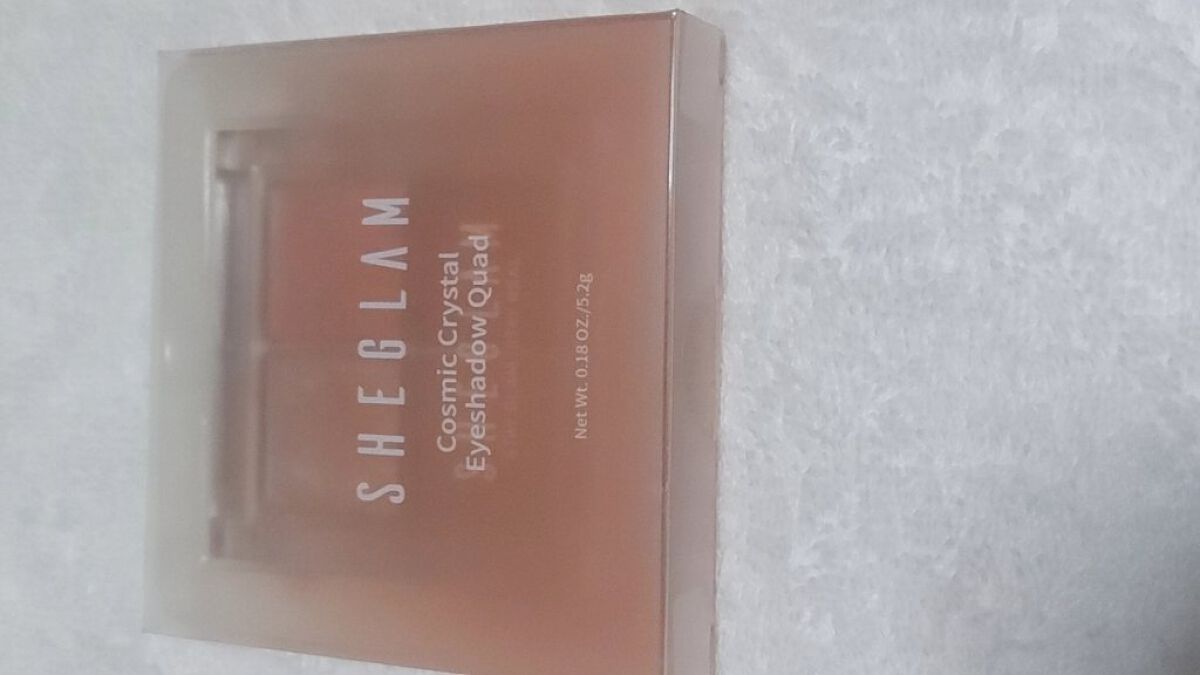 SHEGLAM
Cosmic Crystal
Eyeshadow Quad
Net Wt. 0.18 OZ./5.2g